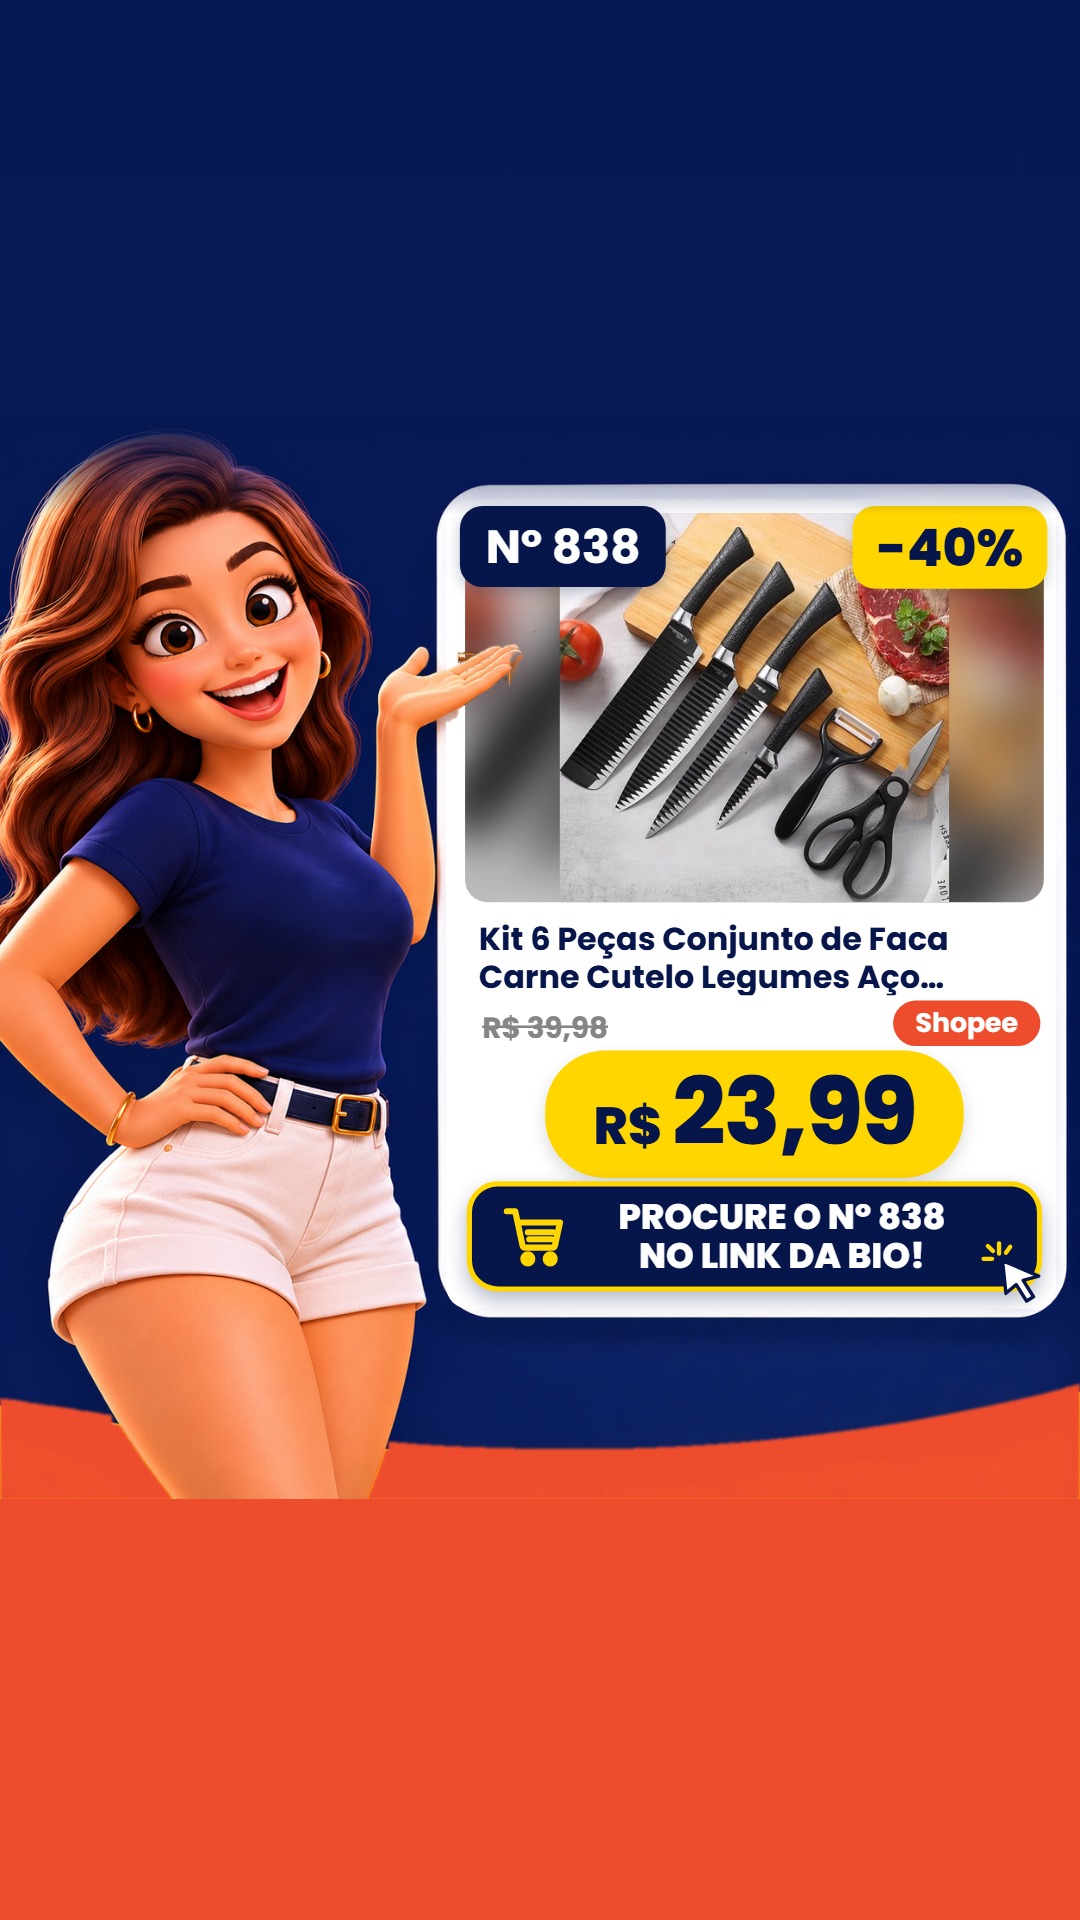 Nº 838
-40%
Kit 6 Peças Conjunto de Faca
Carne Cutelo Legumes Aço...
R$ 39,98
Shopee
R$ 23,99
PROCURE O Nº 838
NO LINK DA BIO!